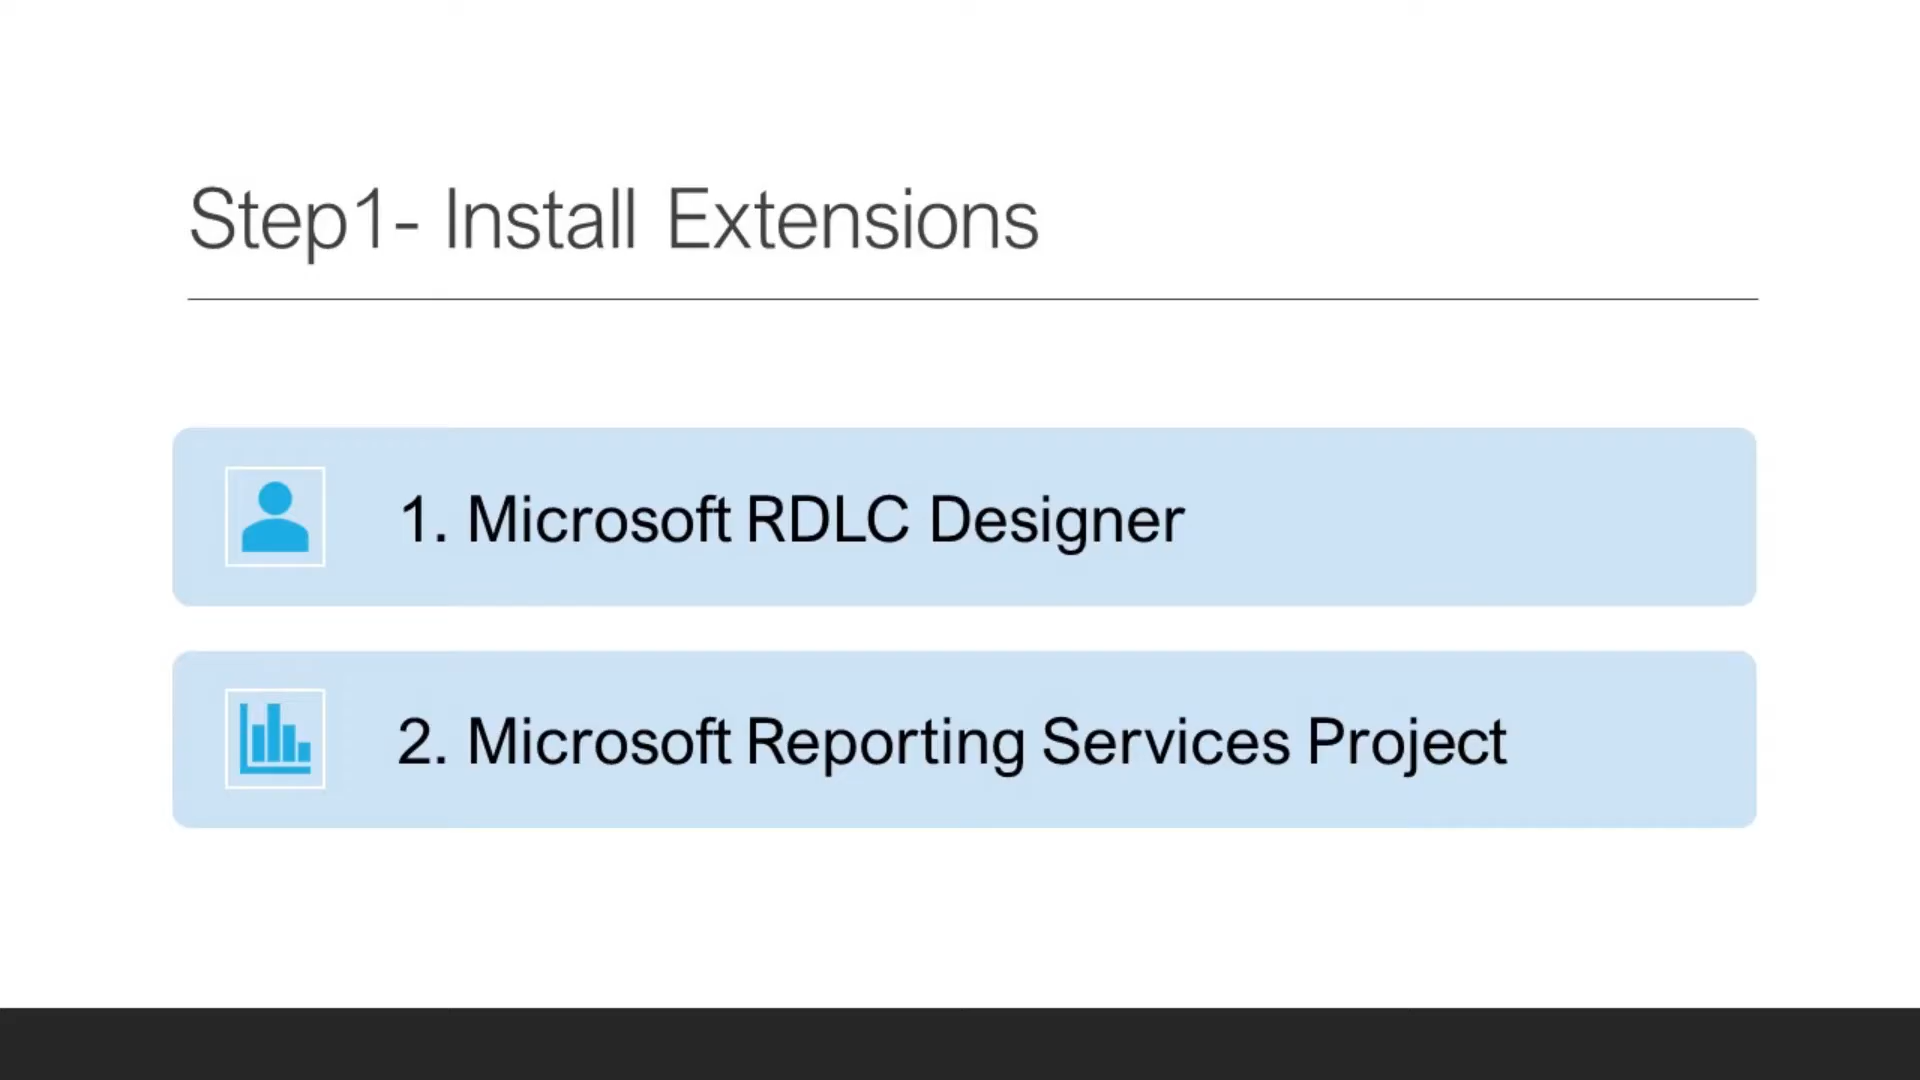 Step1- Install Extensions
1. Microsoft RDLC Designer
2. Microsoft Reporting Services Project